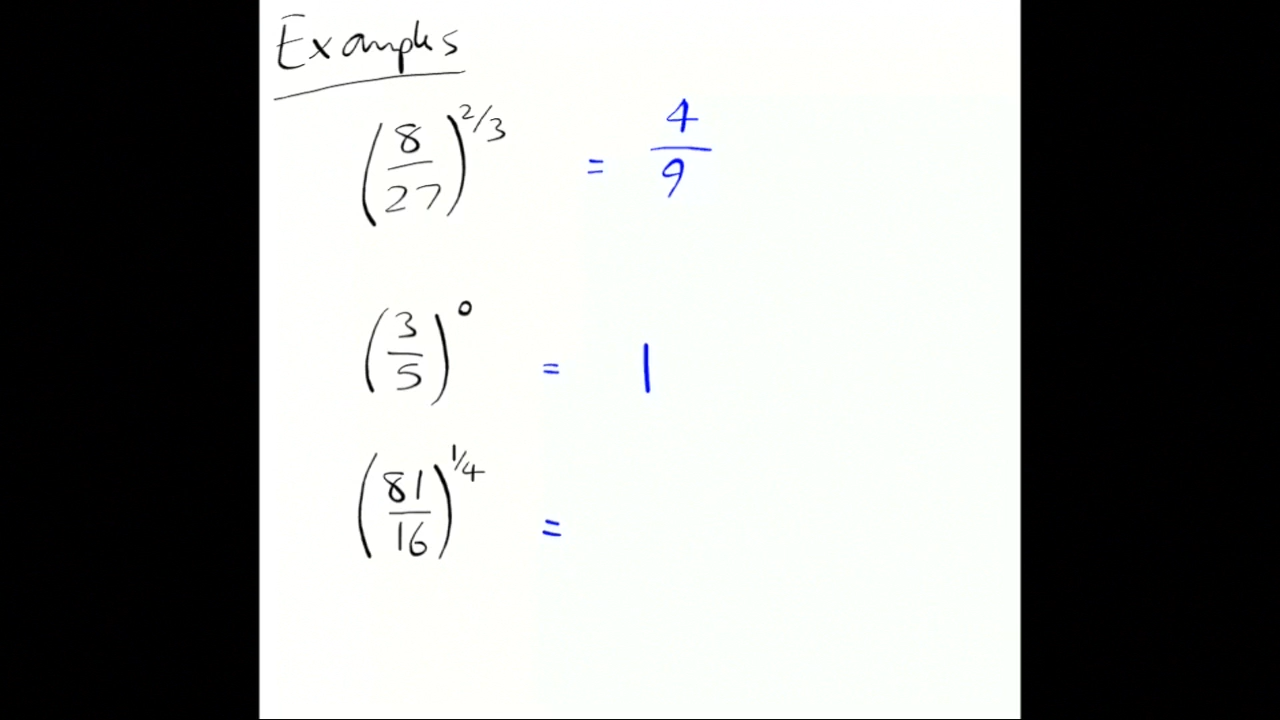 Examples
(8/27)^2/3 = 4/9
(3/5)^0 = 1
(81/16)^1/4 =